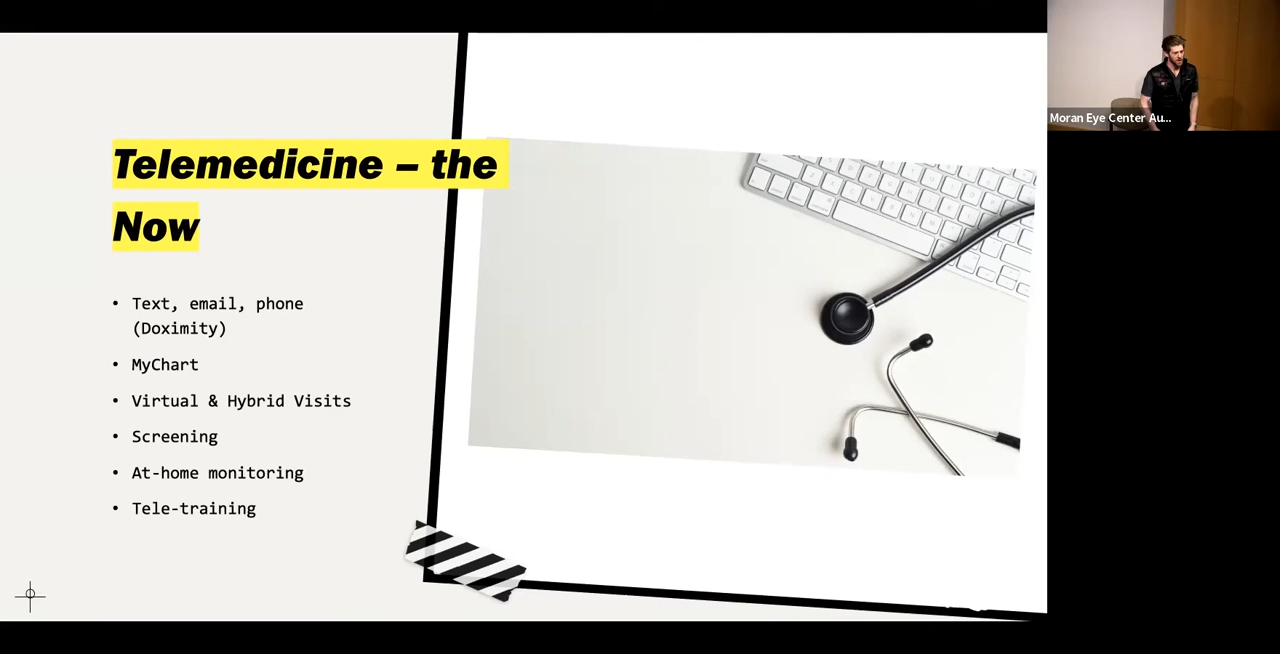 Telemedicine – the
Now
• Text, email, phone
(Doximity)
• MyChart
• Virtual & Hybrid Visits
• Screening
• At-home monitoring
• Tele-training
Moran Eye Center Au...